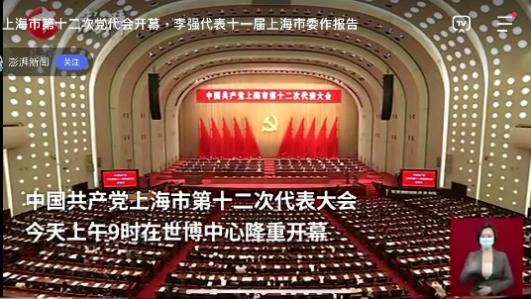 上海市第十二次党代会开幕，李强代表十一届上海市委作报告
TV
澎湃新闻 关注
中国共产党上海市第十二次代表大会
中国共产党上海市第十二次代表大会
今天上午9时在世博中心隆重开幕